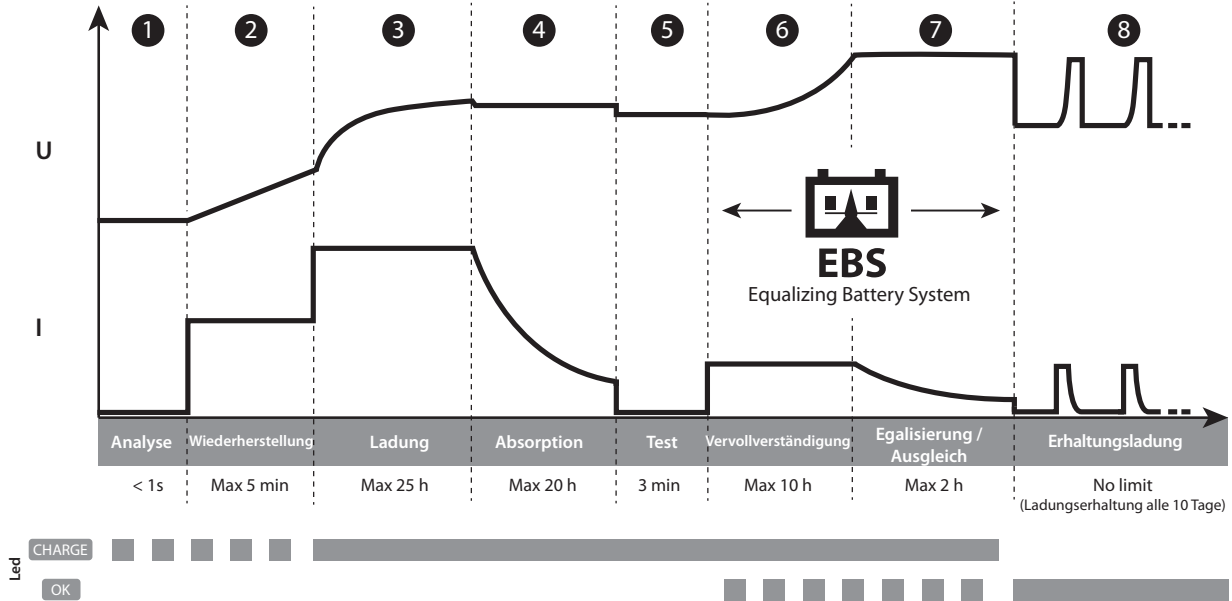 1 2 3 4 5 6 7 8
U
EBS
Equalizing Battery System
I
Analyse Wiederherstellung Ladung Absorption Test Vervollverständigung Egalisierung / Erhaltungsladung
Ausgleich
< 1s Max 5 min Max 25 h Max 20 h 3 min Max 10 h Max 2 h No limit
(Ladungserhaltung alle 10 Tage)
Led
CHARGE
OK